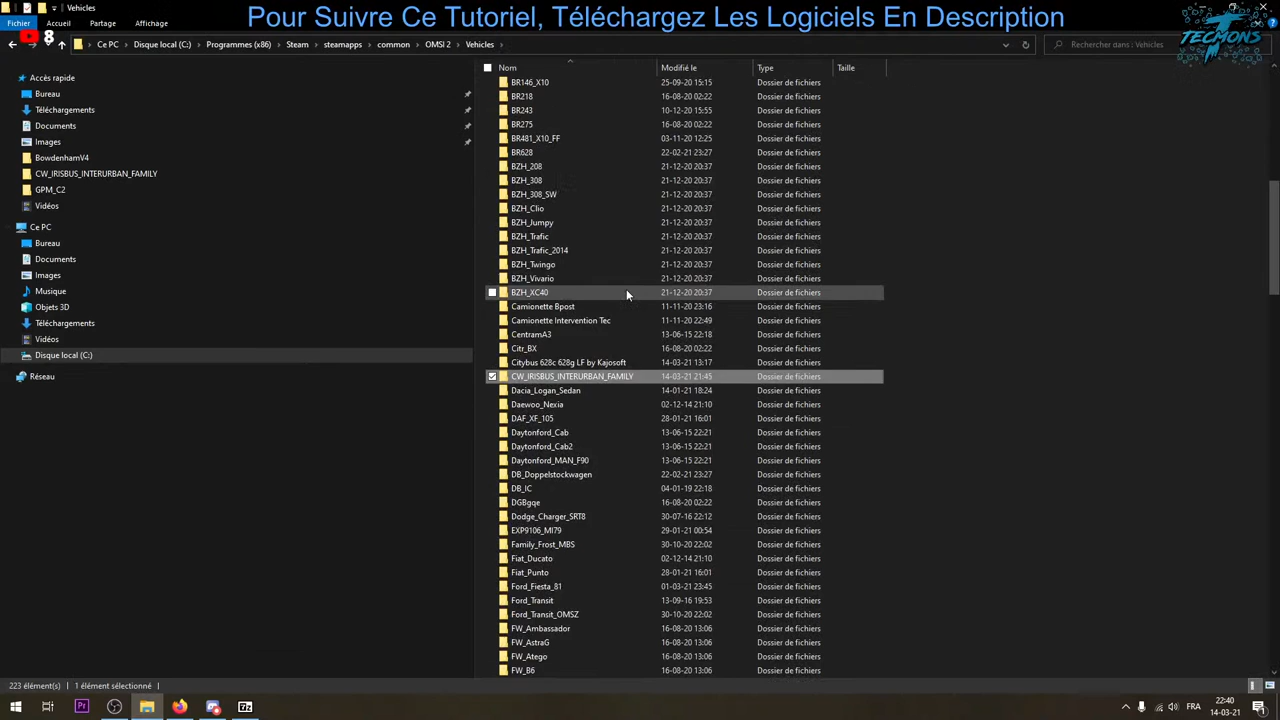 Pour Suivre Ce Tutoriel, Téléchargez Les Logiciels En Description
Vehicles
Fichier Accueil Partage Affichage
TECMONS
8
Ce PC Disque local (C:) Programmes (x86) Steam steamapps common OMSI 2 Vehicles
Rechercher dans : Vehicles
Accès rapide
Bureau
Téléchargements
Documents
Images
BowdenhamV4
CW_IRISBUS_INTERURBAN_FAMILY
GPM_C2
Vidéos
Ce PC
Bureau
Documents
Images
Musique
Objets 3D
Téléchargements
Vidéos
Disque local (C:)
Réseau
Nom Modifié le Type Taille
BR146_X10 25-09-20 15:15 Dossier de fichiers
BR218 16-08-20 02:22 Dossier de fichiers
BR243 10-12-20 15:55 Dossier de fichiers
BR275 16-08-20 02:22 Dossier de fichiers
BR481_X10_FF 03-11-20 12:25 Dossier de fichiers
BR628 22-02-21 23:27 Dossier de fichiers
BZH_208 21-12-20 20:37 Dossier de fichiers
BZH_308 21-12-20 20:37 Dossier de fichiers
BZH_308_SW 21-12-20 20:37 Dossier de fichiers
BZH_Clio 21-12-20 20:37 Dossier de fichiers
BZH_Jumpy 21-12-20 20:37 Dossier de fichiers
BZH_Trafic 21-12-20 20:37 Dossier de fichiers
BZH_Trafic_2014 21-12-20 20:37 Dossier de fichiers
BZH_Twingo 21-12-20 20:37 Dossier de fichiers
BZH_Vivario 21-12-20 20:37 Dossier de fichiers
BZH_XC40 21-12-20 20:37 Dossier de fichiers
Camionette Bpost 11-11-20 23:16 Dossier de fichiers
Camionette Intervention Tec 11-11-20 22:49 Dossier de fichiers
CentramA3 13-06-15 22:18 Dossier de fichiers
Citr_BX 16-08-20 02:22 Dossier de fichiers
Citybus 628c 628g LF by Kajosoft 14-03-21 13:17 Dossier de fichiers
CW_IRISBUS_INTERURBAN_FAMILY 14-03-21 21:45 Dossier de fichiers
Dacia_Logan_Sedan 14-01-21 18:24 Dossier de fichiers
Daewoo_Nexia 02-12-14 21:10 Dossier de fichiers
DAF_XF_105 28-01-21 16:01 Dossier de fichiers
Daytonford_Cab 13-06-15 22:21 Dossier de fichiers
Daytonford_Cab2 13-06-15 22:21 Dossier de fichiers
Daytonford_MAN_F90 13-06-15 22:21 Dossier de fichiers
DB_Doppelstockwagen 22-02-21 23:27 Dossier de fichiers
DB_IC 04-01-19 22:18 Dossier de fichiers
DGBgqe 16-08-20 02:22 Dossier de fichiers
Dodge_Charger_SRT8 30-07-16 22:12 Dossier de fichiers
EXP9106_MI79 29-01-21 00:54 Dossier de fichiers
Family_Frost_MBS 30-10-20 22:02 Dossier de fichiers
Fiat_Ducato 02-12-14 21:10 Dossier de fichiers
Fiat_Punto 28-01-21 16:01 Dossier de fichiers
Ford_Fiesta_81 01-03-21 23:45 Dossier de fichiers
Ford_Transit 13-09-16 19:53 Dossier de fichiers
Ford_Transit_OMSZ 30-10-20 22:02 Dossier de fichiers
FW_Ambassador 16-08-20 13:06 Dossier de fichiers
FW_AstraG 16-08-20 13:06 Dossier de fichiers
FW_Atego 16-08-20 13:06 Dossier de fichiers
FW_B6 16-08-20 13:06 Dossier de fichiers
223 élément(s) 1 élément sélectionné
Pr 7z FRA 22:40
14-03-21 1